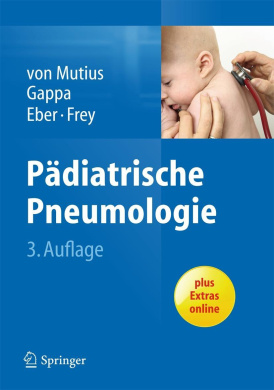 von Mutius
Gappa
Eber · Frey
Pädiatrische
Pneumologie
3. Auflage
plus
Extras
online
Springer